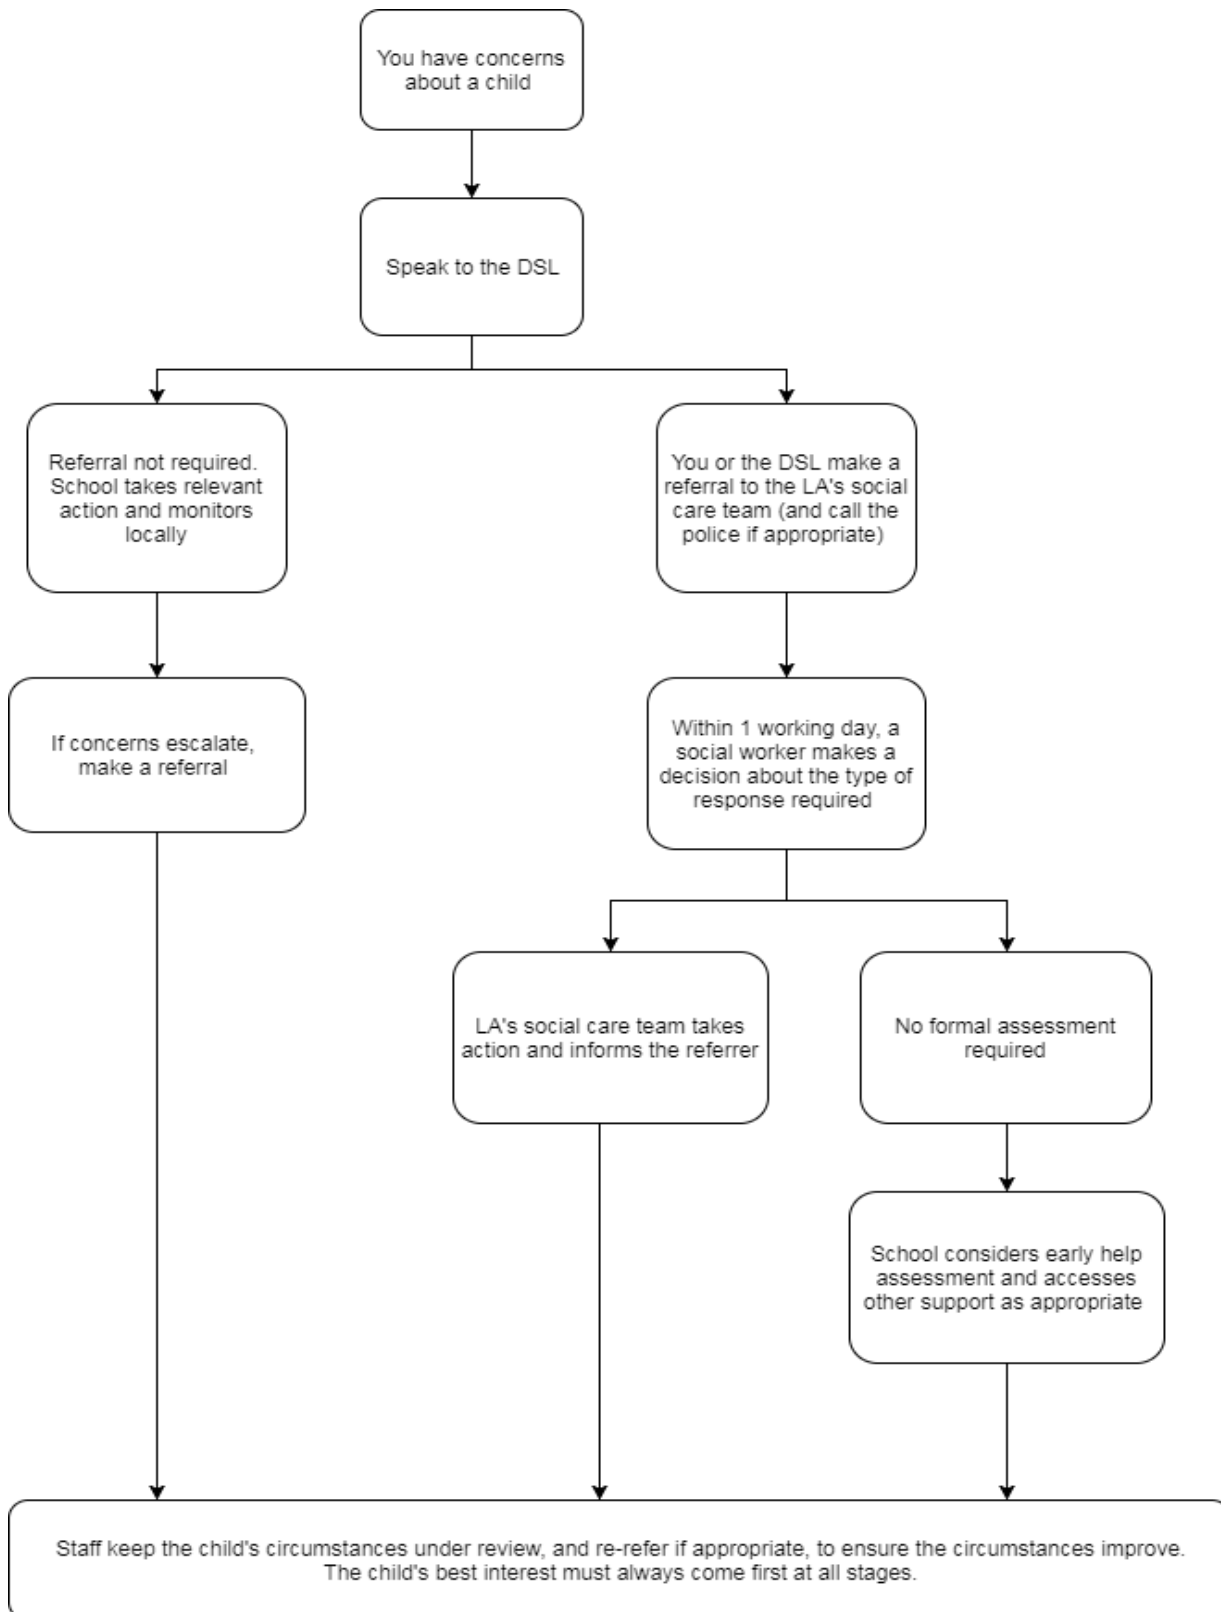 You have concerns
about a child
Speak to the DSL
Referral not required.
School takes relevant
action and monitors
locally
You or the DSL make a
referral to the LA's social
care team (and call the
police if appropriate)
If concerns escalate,
make a referral
Within 1 working day, a
social worker makes a
decision about the type of
response required
LA's social care team takes
action and informs the referrer
No formal assessment
required
School considers early help
assessment and accesses
other support as appropriate
Staff keep the child's circumstances under review, and re-refer if appropriate, to ensure the circumstances improve.
The child's best interest must always come first at all stages.